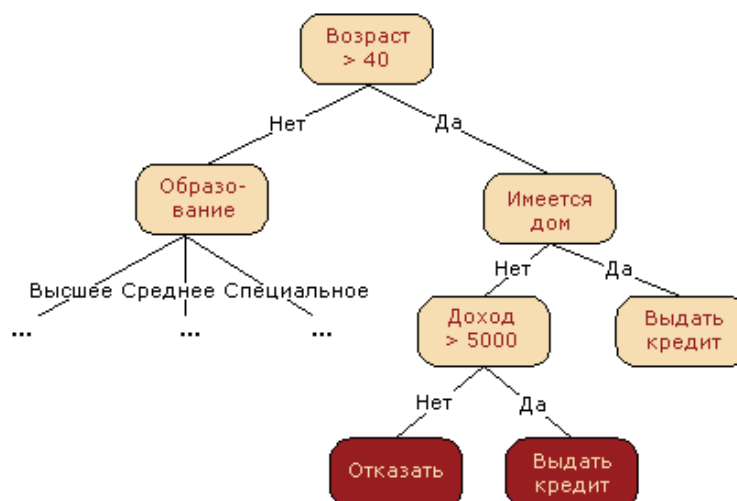 Возраст
> 40
Нет
Да
Образо-
вание
Имеется
дом
Высшее Среднее Специальное
... ... ...
Нет
Да
Доход
> 5000
Выдать
кредит
Нет
Да
Отказать
Выдать
кредит